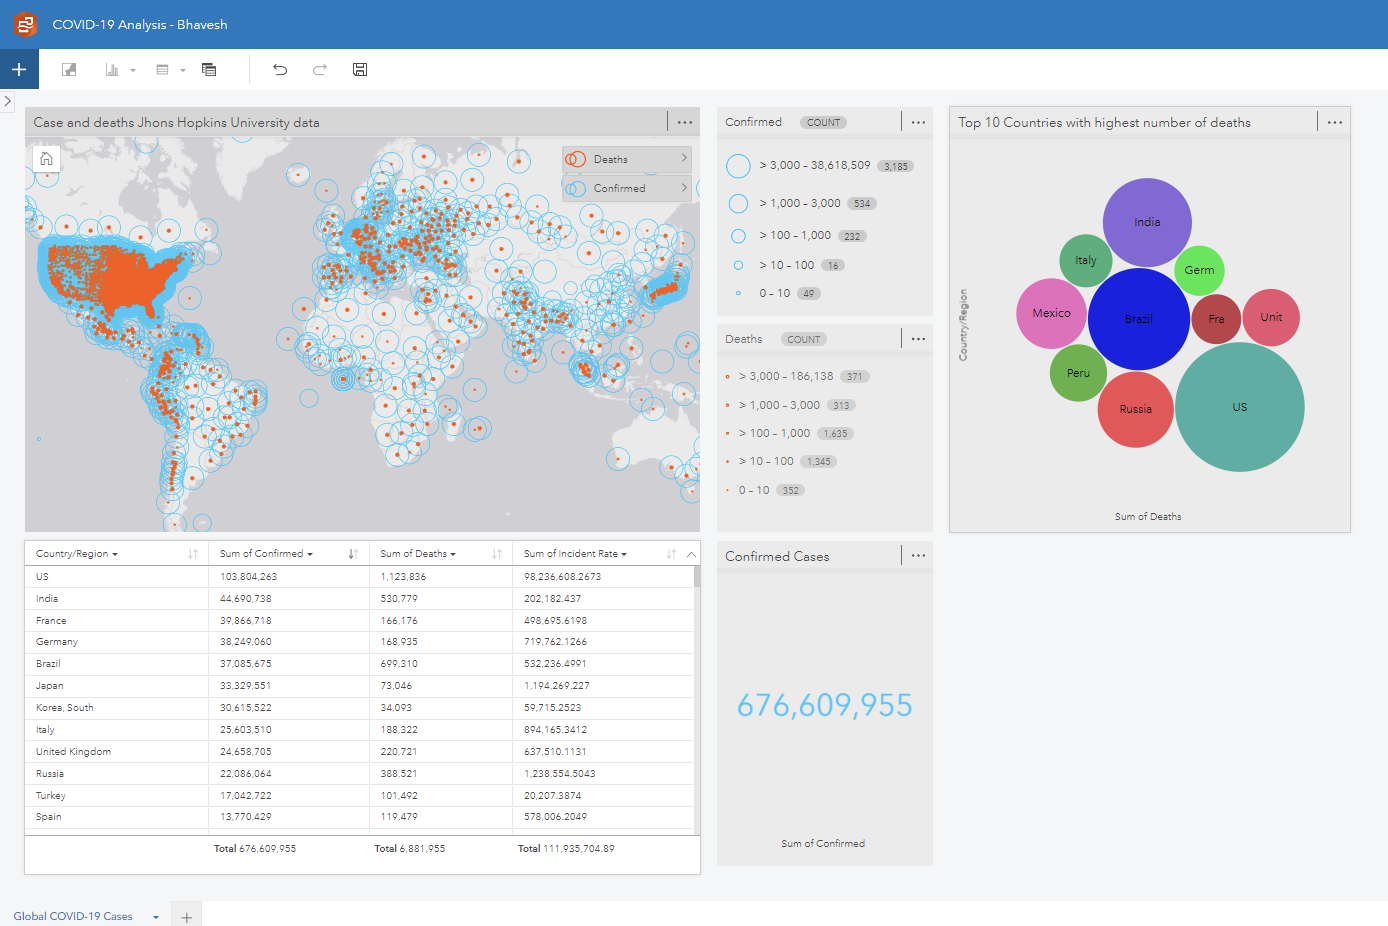 COVID-19 Analysis - Bhavesh
Case and deaths Jhons Hopkins University data
Deaths
Confirmed
Confirmed COUNT
> 3,000 – 38,618,509 3,185
> 1,000 – 3,000 534
> 100 – 1,000 232
> 10 – 100 16
0 – 10 49
Deaths COUNT
> 3,000 – 186,138 371
> 1,000 – 3,000 313
> 100 – 1,000 1,635
> 10 – 100 1,345
0 – 10 352
Top 10 Countries with highest number of deaths
India
Italy
Germ
Mexico
Brazil
Fra
Unit
Peru
Russia
US
Country/Region
Sum of Deaths
Country/Region Sum of Confirmed Sum of Deaths Sum of Incident Rate
US 103,804,263 1,123,836 98,236,608.2673
India 44,690,738 530,779 202,182.437
France 39,866,718 166,176 498,695.6198
Germany 38,249,060 168,935 719,762.1266
Brazil 37,085,675 699,310 532,236.4991
Japan 33,329,551 73,046 1,194,269.227
Korea, South 30,615,522 34,093 59,715.2523
Italy 25,603,510 188,322 894,165.3412
United Kingdom 24,658,705 220,721 637,510.1131
Russia 22,086,064 388,521 1,238,554.5043
Turkey 17,042,722 101,492 20,207.3874
Spain 13,770,429 119,479 578,006.2049
Total 676,609,955 Total 6,881,955 Total 111,935,704.89
Confirmed Cases
676,609,955
Sum of Confirmed
Global COVID-19 Cases